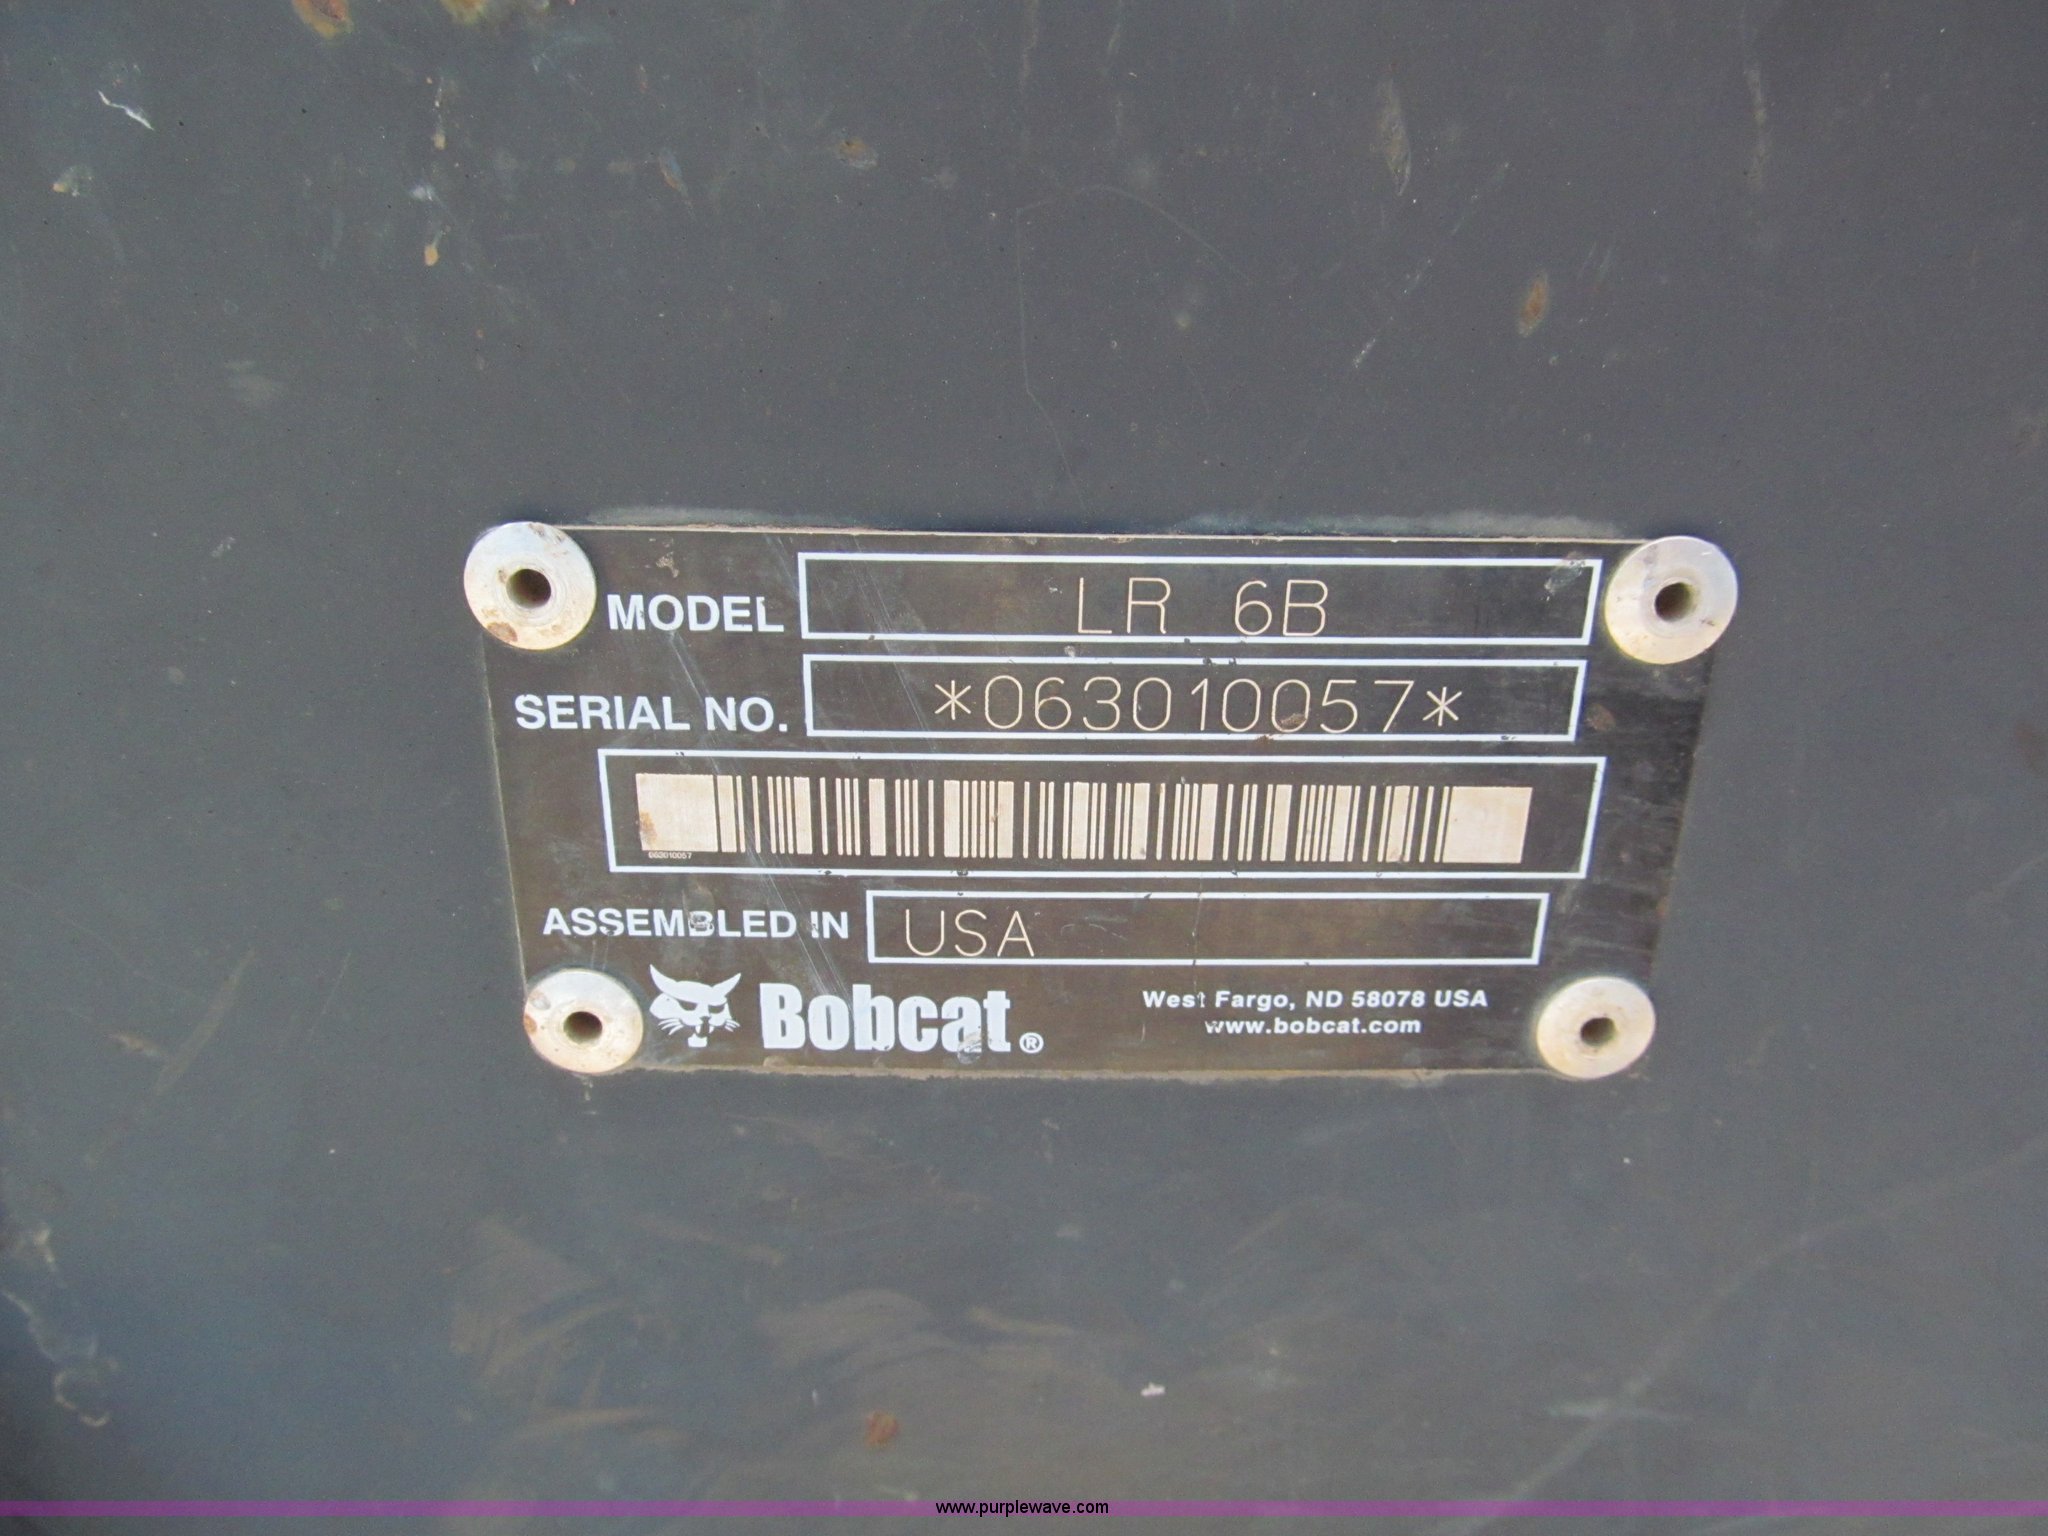 MODEL LR 6B
SERIAL NO. *063010057*
063010057
ASSEMBLED IN USA
Bobcat®
West Fargo, ND 58078 USA
www.bobcat.com
www.purplewave.com